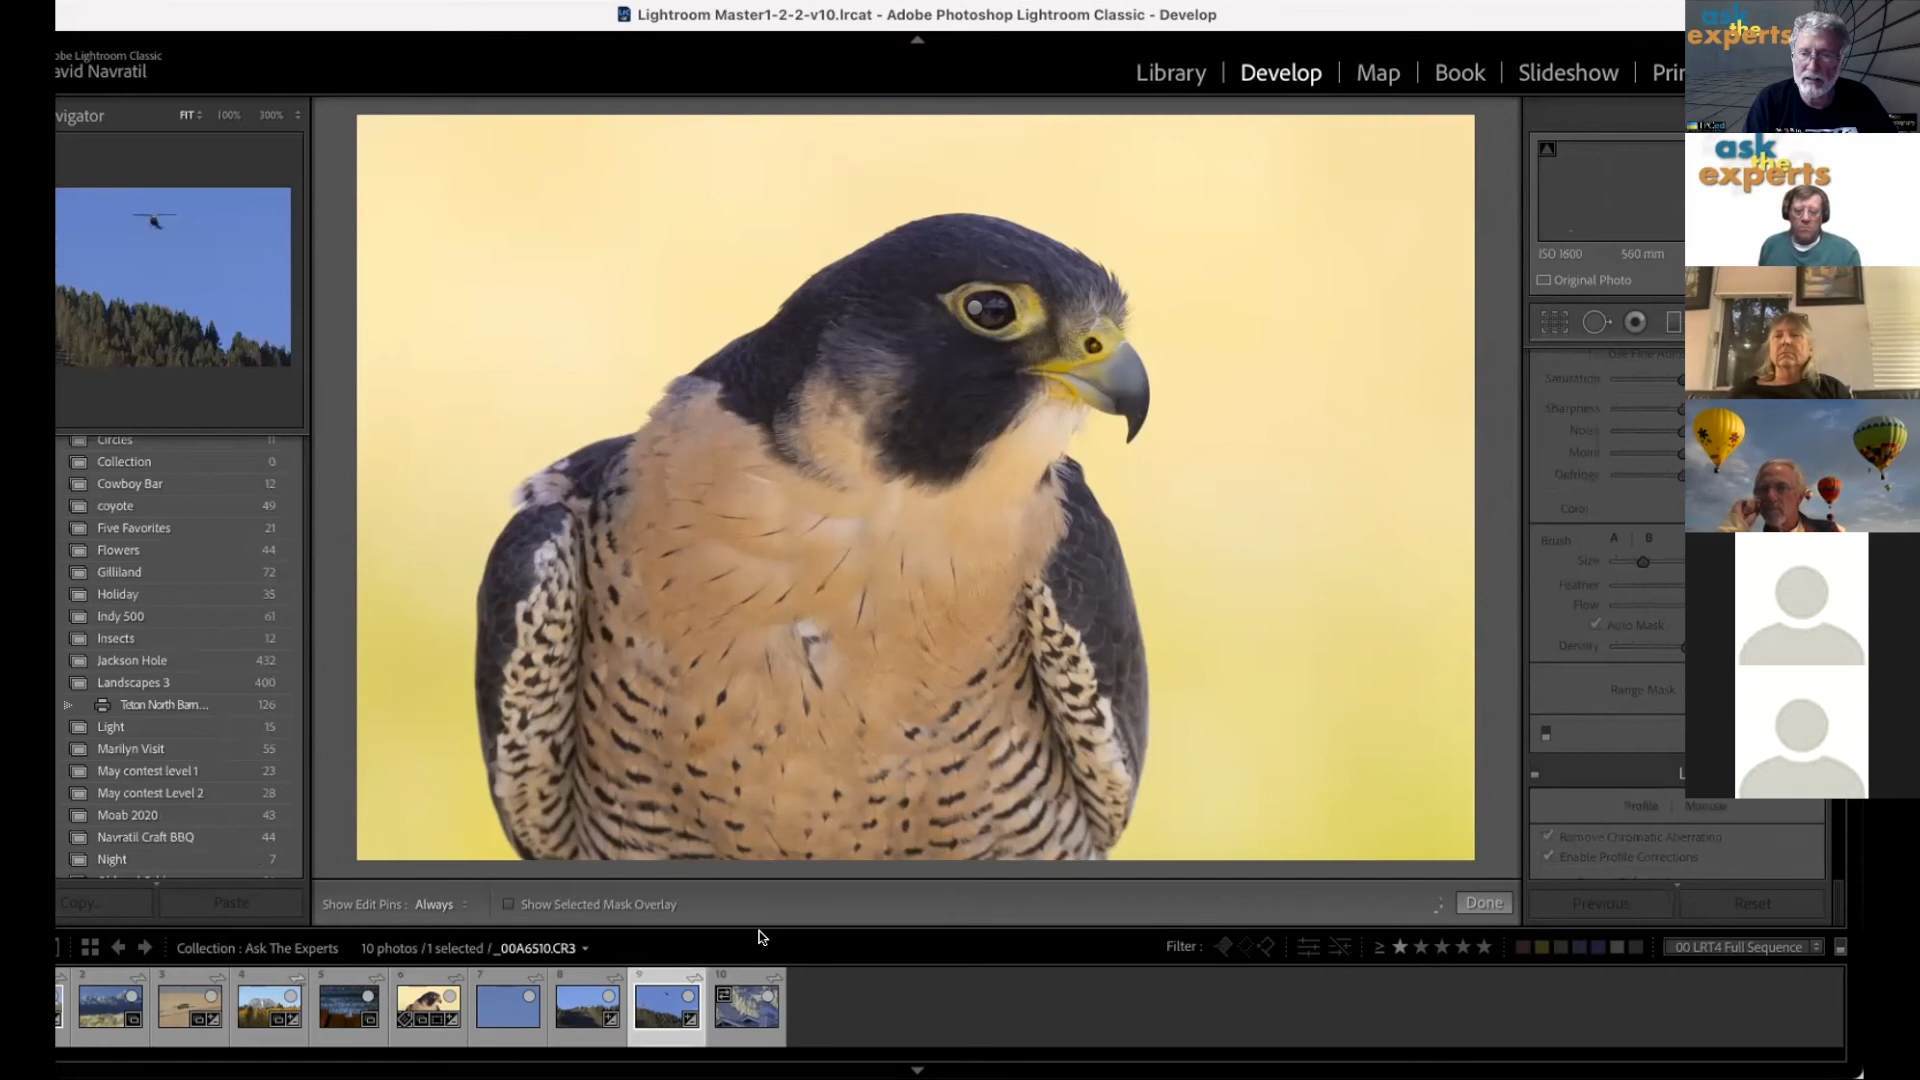 Lightroom Master1-2-2-v10.lrcat - Adobe Photoshop Lightroom Classic - Develop
obe Lightroom Classic
avid Navratil
Library | Develop | Map | Book | Slideshow | Prin
vigator
FIT 100% 300%
Circles 11
Collection 0
Cowboy Bar 12
coyote 49
Five Favorites 21
Flowers 44
Gilliland 72
Holiday 35
Indy 500 61
Insects 12
Jackson Hole 432
Landscapes 3 400
Teton North Barn... 126
Light 15
Marilyn Visit 55
May contest level1 23
May contest Level 2 28
Moab 2020 43
Navratil Craft BBQ 44
Night 7
Copy... Paste
Show Edit Pins : Always
Show Selected Mask Overlay
Done
ISO 1600 560 mm
Original Photo
Saturation
Sharpness
Noise
Moiré
Defringe
Color
Brush A B
Size
Feather
Flow
Auto Mask
Density
Range Mask
Profile Manual
Remove Chromatic Aberration
Enable Profile Corrections
Previous Reset
ask the experts
ask the experts
Collection : Ask The Experts 10 photos / 1 selected / _00A6510.CR3
Filter : ≥ ★★★★★
00 LRT4 Full Sequence
2 3 4 5 6 7 8 9 10